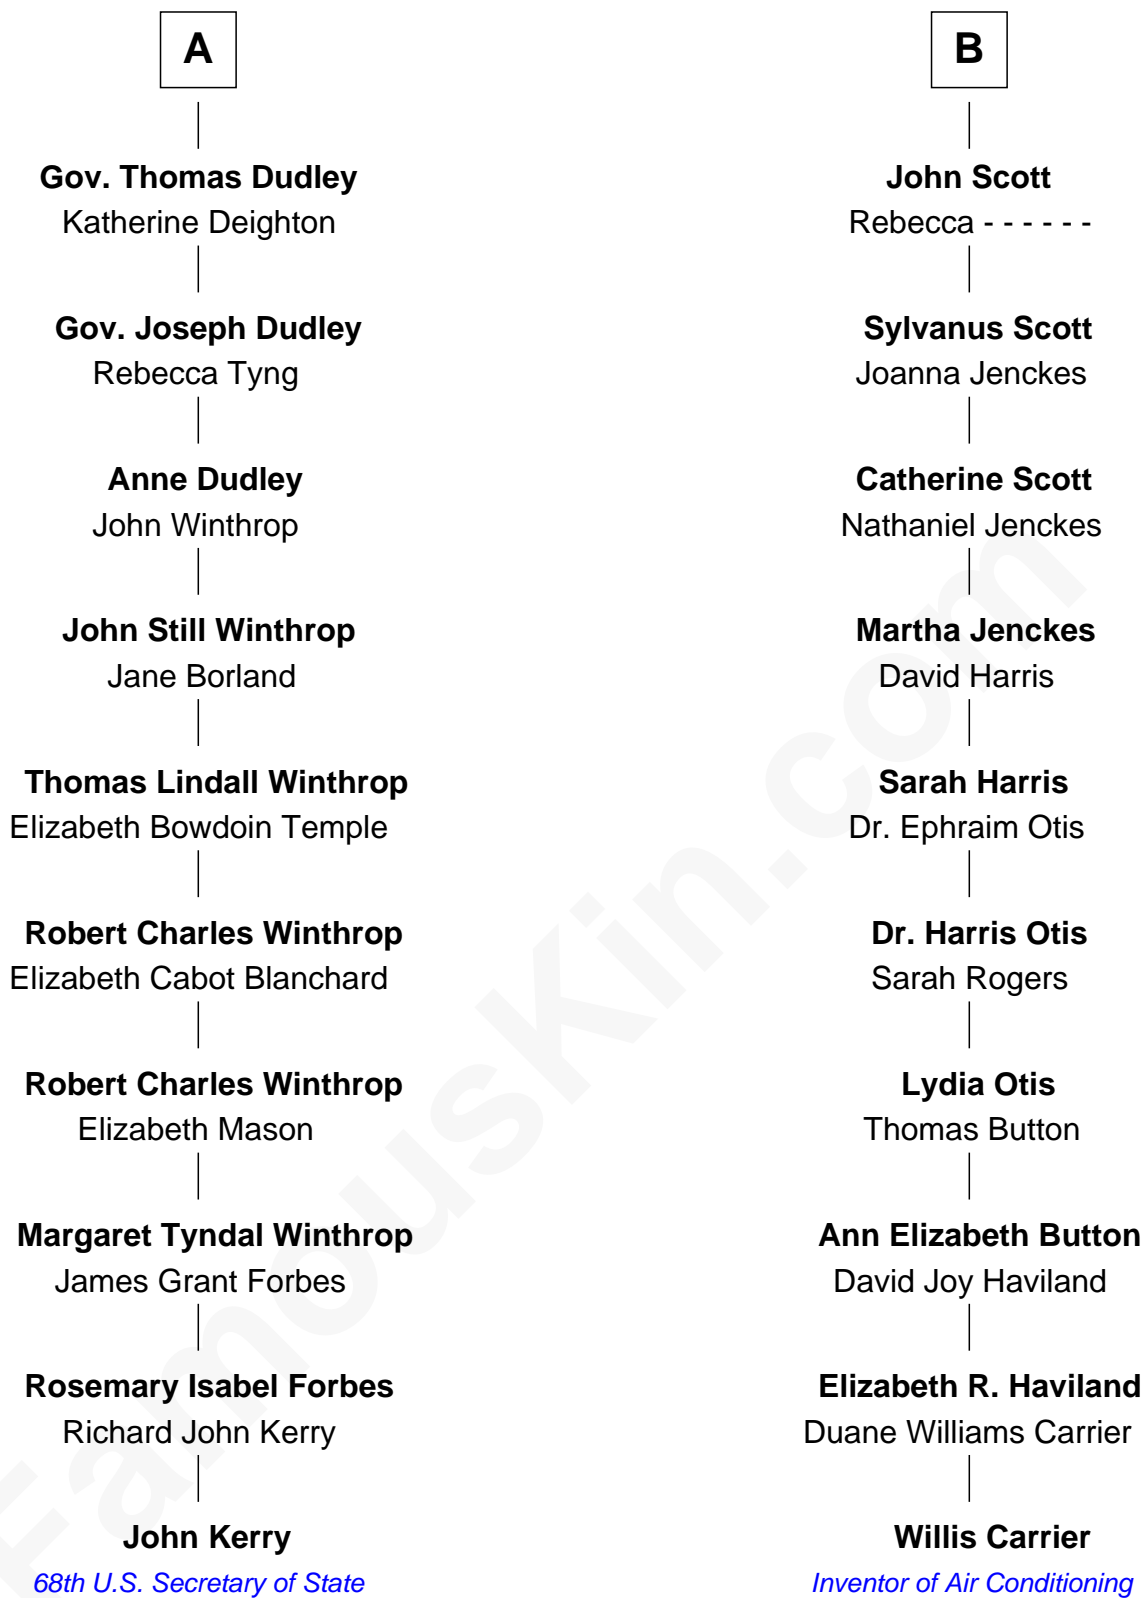 A
Gov. Thomas Dudley
Katherine Deighton
Gov. Joseph Dudley
Rebecca Tyng
Anne Dudley
John Winthrop
John Still Winthrop
Jane Borland
Thomas Lindall Winthrop
Elizabeth Bowdoin Temple
Robert Charles Winthrop
Elizabeth Cabot Blanchard
Robert Charles Winthrop
Elizabeth Mason
Margaret Tyndal Winthrop
James Grant Forbes
Rosemary Isabel Forbes
Richard John Kerry
John Kerry
68th U.S. Secretary of State
B
John Scott
Rebecca - - - - - -
Sylvanus Scott
Joanna Jenckes
Catherine Scott
Nathaniel Jenckes
Martha Jenckes
David Harris
Sarah Harris
Dr. Ephraim Otis
Dr. Harris Otis
Sarah Rogers
Lydia Otis
Thomas Button
Ann Elizabeth Button
David Joy Haviland
Elizabeth R. Haviland
Duane Williams Carrier
Willis Carrier
Inventor of Air Conditioning
FamousKin.com